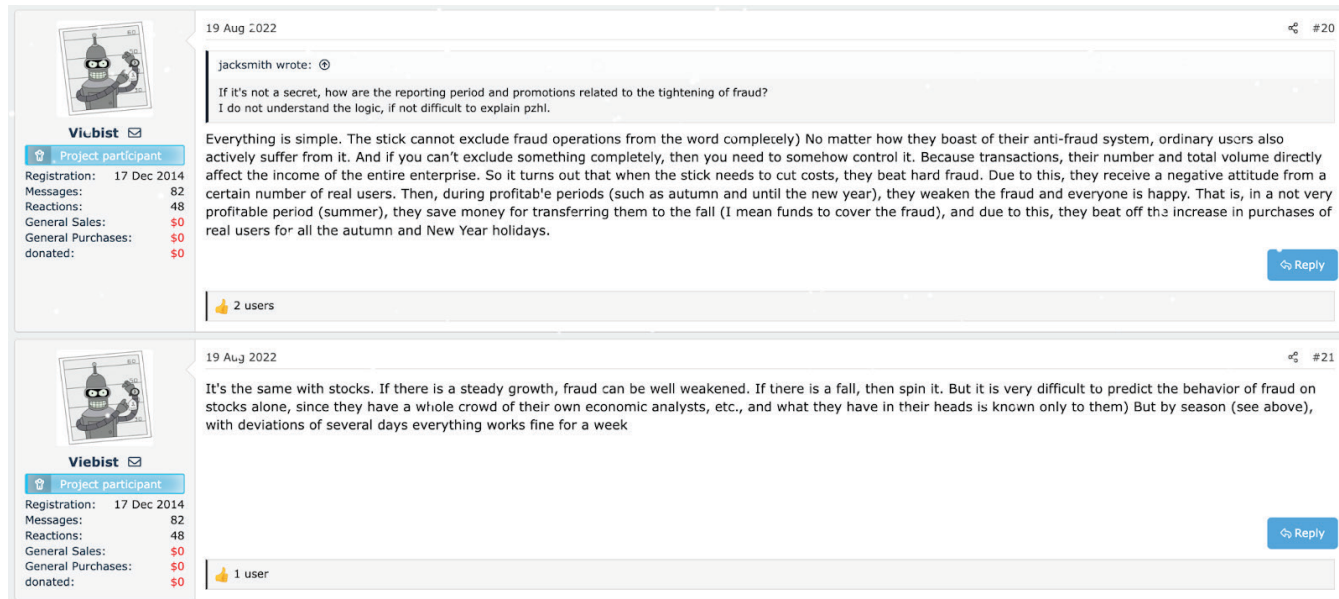 19 Aug 2022
#20
jacksmith wrote:
If it's not a secret, how are the reporting period and promotions related to the tightening of fraud?
I do not understand the logic, if not difficult to explain pzhl.
Viebist
Project participant
Registration: 17 Dec 2014
Messages: 82
Reactions: 48
General Sales: $0
General Purchases: $0
donated: $0
Everything is simple. The stick cannot exclude fraud operations from the word completely) No matter how they boast of their anti-fraud system, ordinary users also
actively suffer from it. And if you can't exclude something completely, then you need to somehow control it. Because transactions, their number and total volume directly
affect the income of the entire enterprise. So it turns out that when the stick needs to cut costs, they beat hard fraud. Due to this, they receive a negative attitude from a
certain number of real users. Then, during profitable periods (such as autumn and until the new year), they weaken the fraud and everyone is happy. That is, in a not very
profitable period (summer), they save money for transferring them to the fall (I mean funds to cover the fraud), and due to this, they beat off the increase in purchases of
real users for all the autumn and New Year holidays.
Reply
2 users
19 Aug 2022
#21
Viebist
Project participant
Registration: 17 Dec 2014
Messages: 82
Reactions: 48
General Sales: $0
General Purchases: $0
donated: $0
It's the same with stocks. If there is a steady growth, fraud can be well weakened. If there is a fall, then spin it. But it is very difficult to predict the behavior of fraud on
stocks alone, since they have a whole crowd of their own economic analysts, etc., and what they have in their heads is known only to them) But by season (see above),
with deviations of several days everything works fine for a week
Reply
1 user